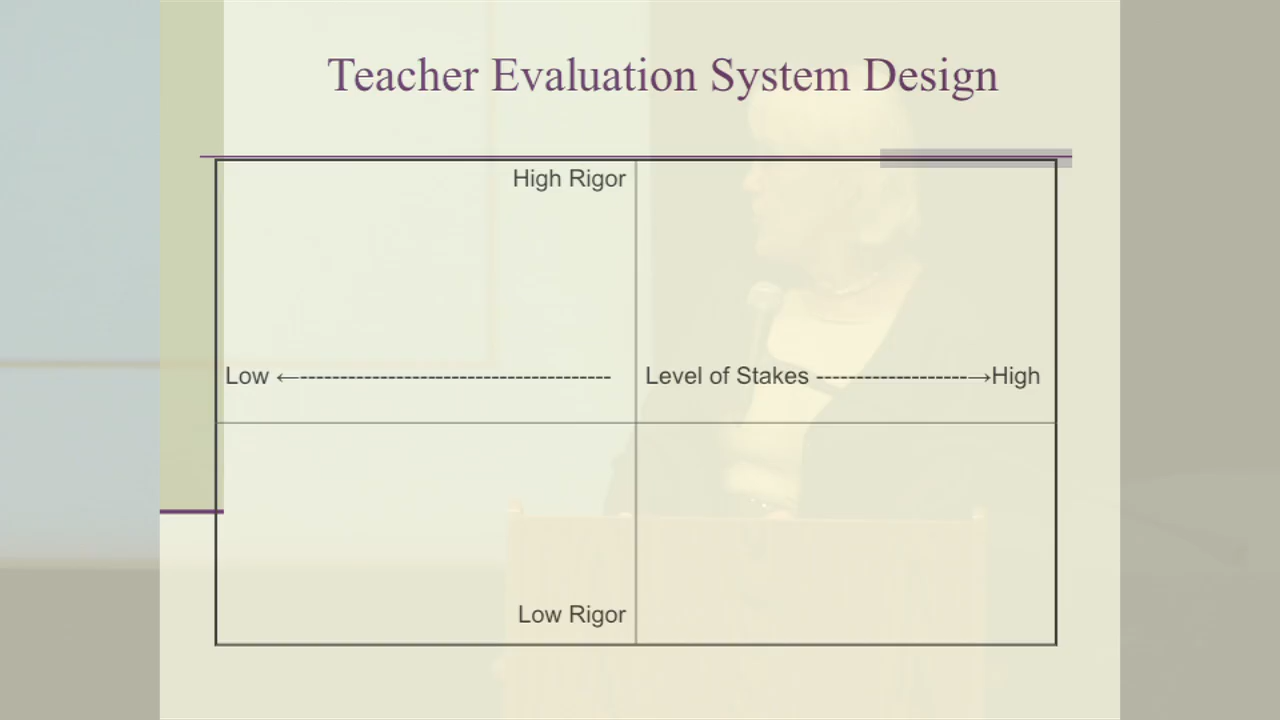 Teacher Evaluation System Design
High Rigor
Low ←--------------------------------------- Level of Stakes -------------------→High
Low Rigor